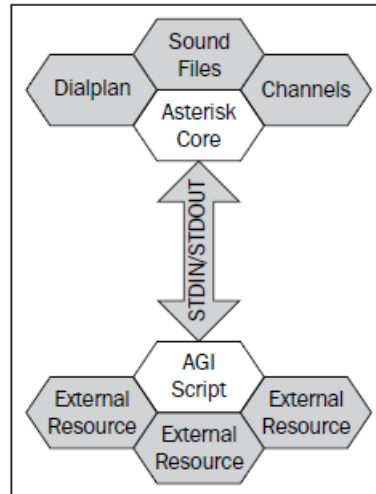 Sound
Files
Dialplan
Channels
Asterisk
Core
STDIN/STDOUT
AGI
Script
External
Resource
External
Resource
External
Resource